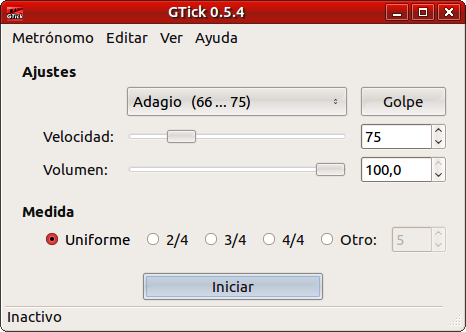 GTick 0.5.4
GTick
Metrónomo Editar Ver Ayuda
Ajustes
Adagio (66 ... 75) Golpe
Velocidad: 75
Volumen: 100,0
Medida
Uniforme 2/4 3/4 4/4 Otro: 5
Iniciar
Inactivo